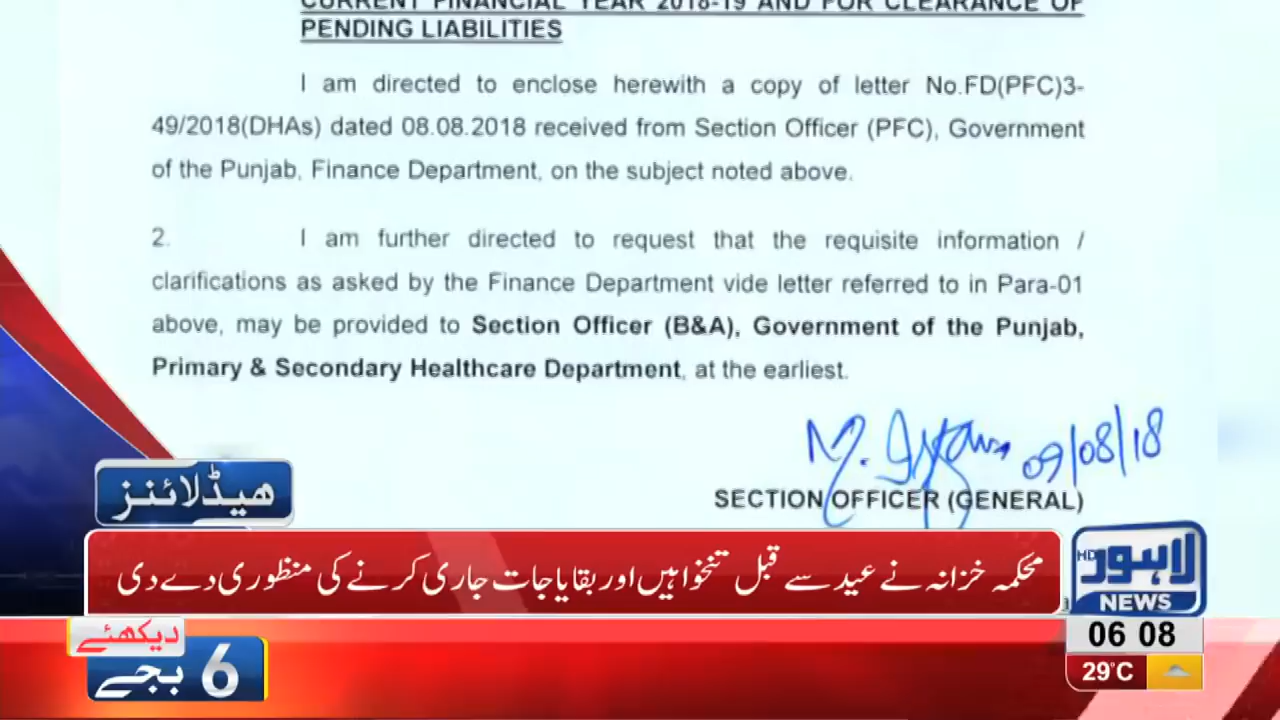 CURRENT FINANCIAL YEAR 2018-19 AND FOR CLEARANCE OF
PENDING LIABILITIES
I am directed to enclose herewith a copy of letter No.FD(PFC)3-
49/2018(DHAs) dated 08.08.2018 received from Section Officer (PFC), Government
of the Punjab, Finance Department, on the subject noted above.
2. I am further directed to request that the requisite information /
clarifications as asked by the Finance Department vide letter referred to in Para-01
above, may be provided to Section Officer (B&A), Government of the Punjab,
Primary & Secondary Healthcare Department, at the earliest.
09/08/18
SECTION OFFICER (GENERAL)
ہیڈلائنز
محکمہ خزانہ نے عید سے قبل تنخواہیں اور بقایاجات جاری کرنے کی منظوری دے دی
HD
لاہور
NEWS
دیکھئے
6 بجے
06 08
29°C